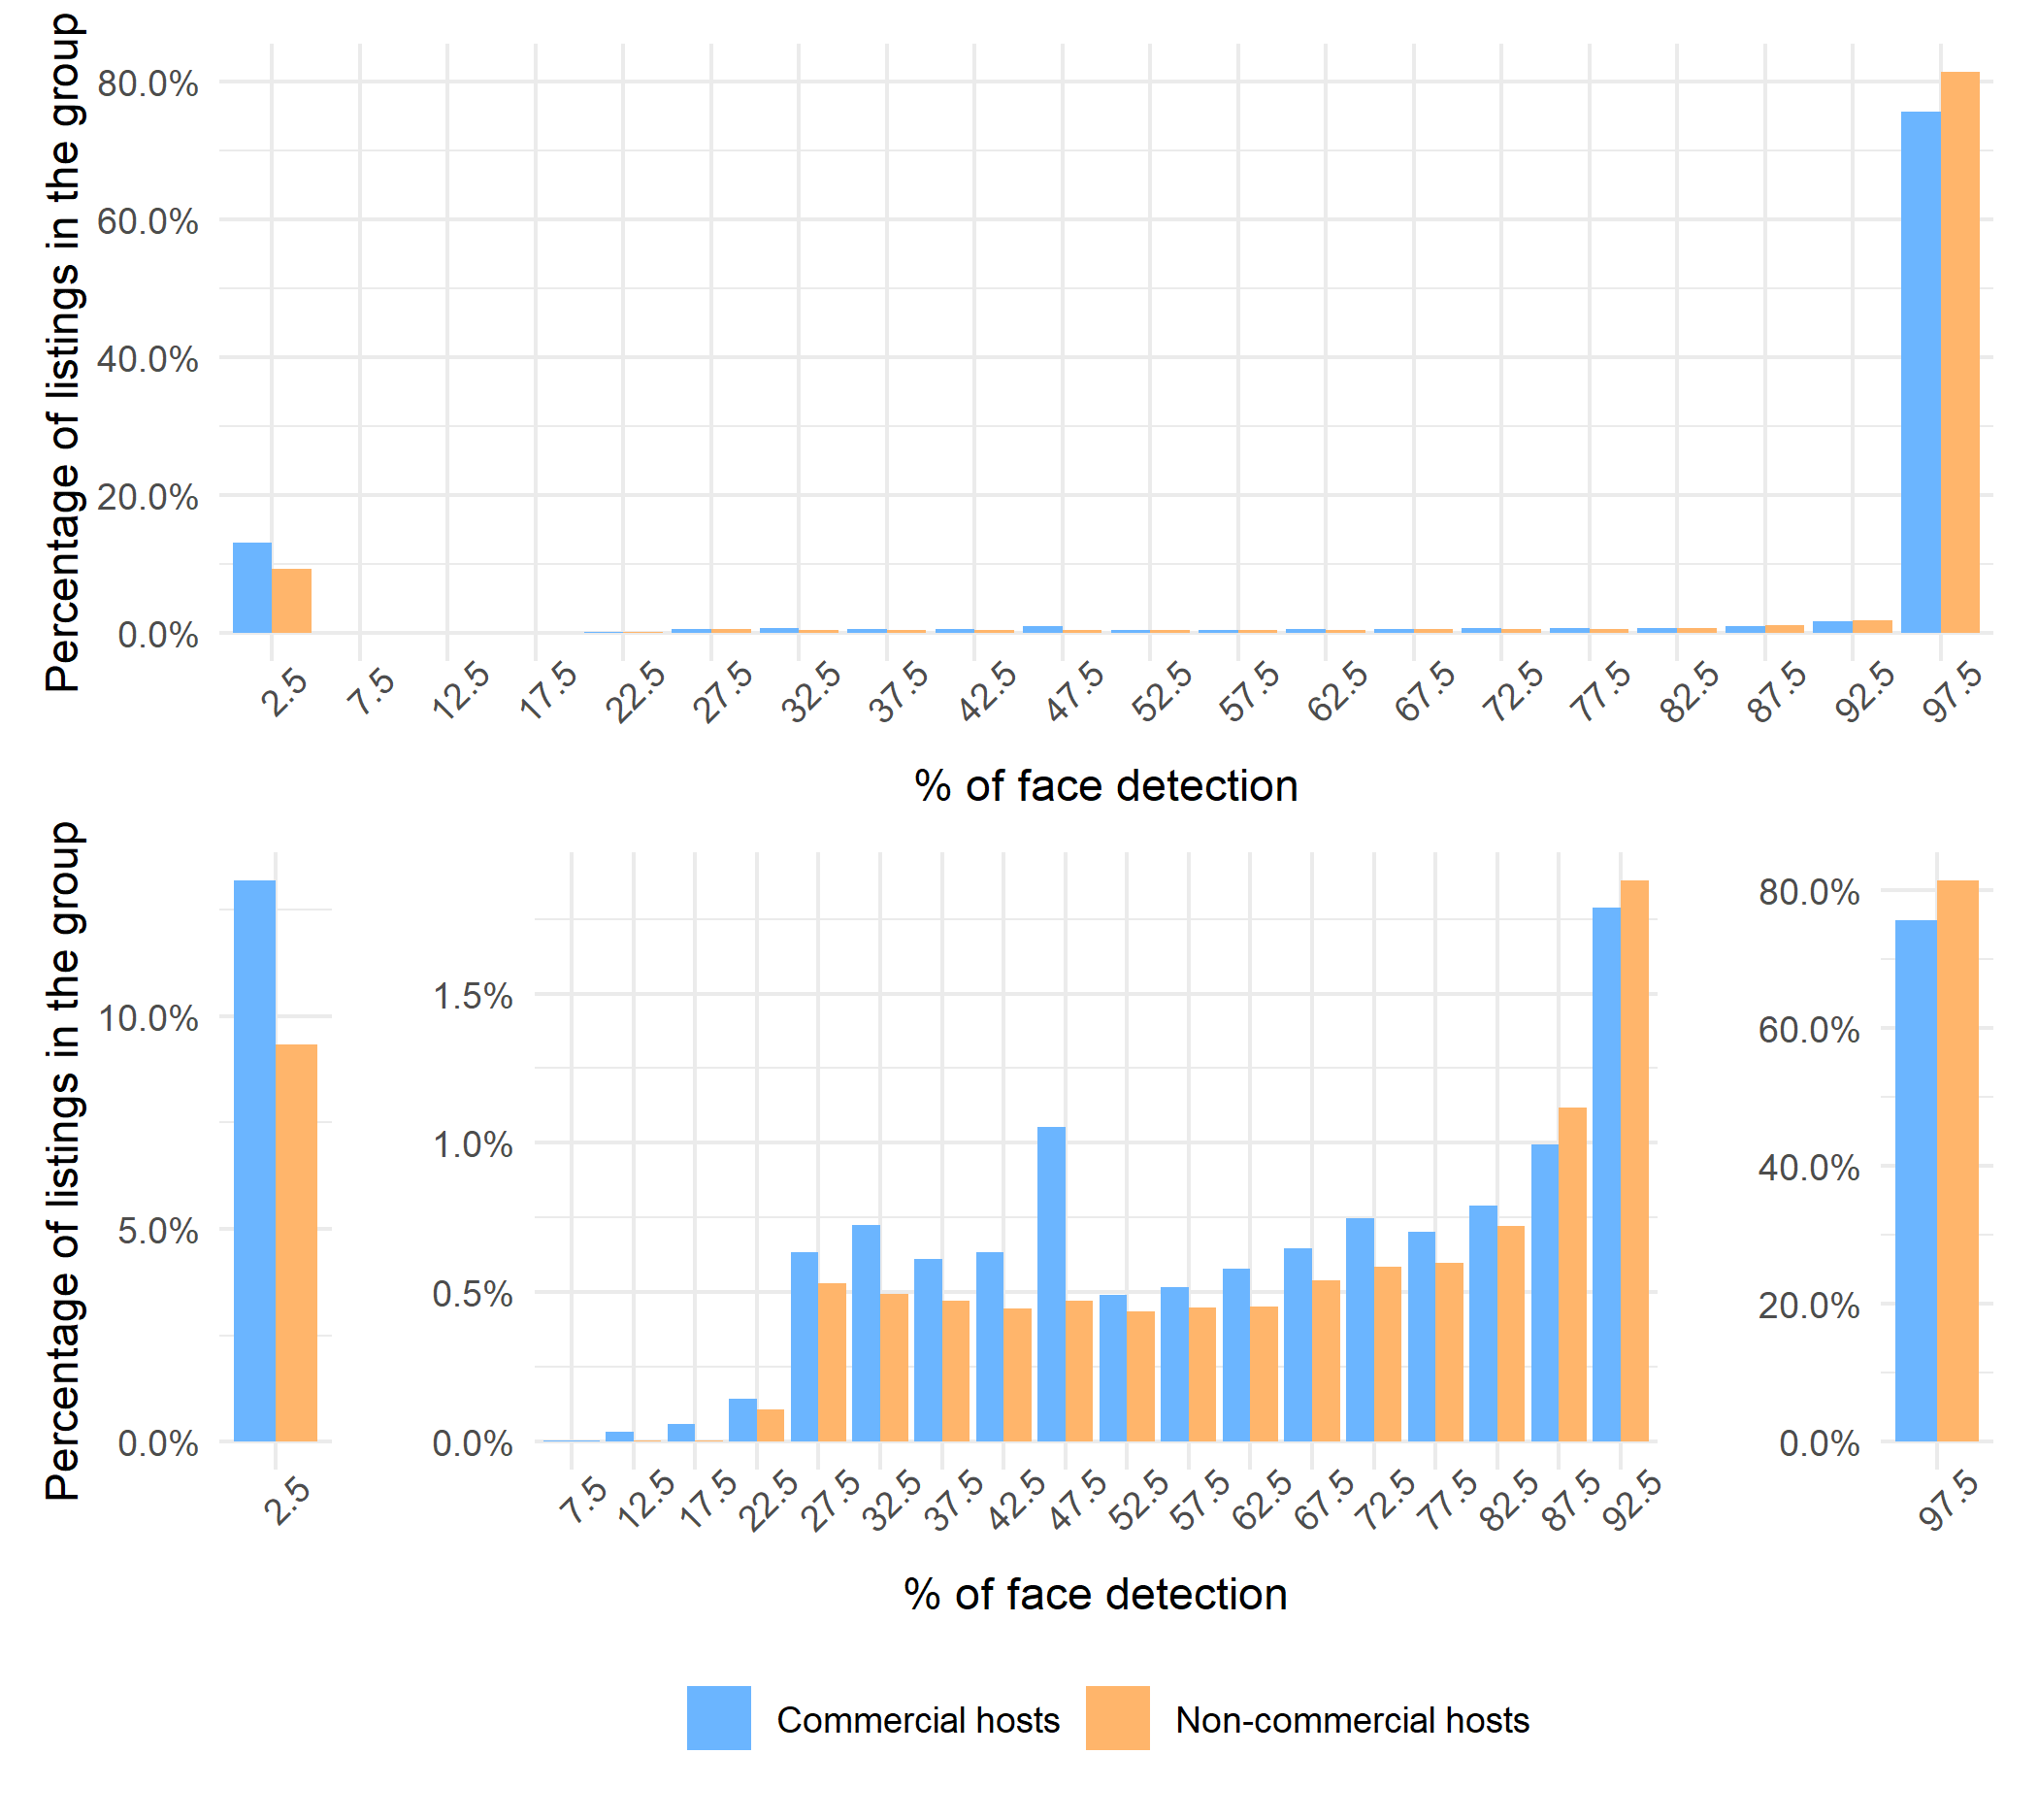 Percentage of listings in the group
80.0%
60.0%
40.0%
20.0%
0.0%
2.5 7.5 12.5 17.5 22.5 27.5 32.5 37.5 42.5 47.5 52.5 57.5 62.5 67.5 72.5 77.5 82.5 87.5 92.5 97.5
% of face detection
Percentage of listings in the group
10.0%
5.0%
0.0%
2.5
1.5%
1.0%
0.5%
0.0%
7.5 12.5 17.5 22.5 27.5 32.5 37.5 42.5 47.5 52.5 57.5 62.5 67.5 72.5 77.5 82.5 87.5 92.5
80.0%
60.0%
40.0%
20.0%
0.0%
97.5
% of face detection
Commercial hosts Non-commercial hosts